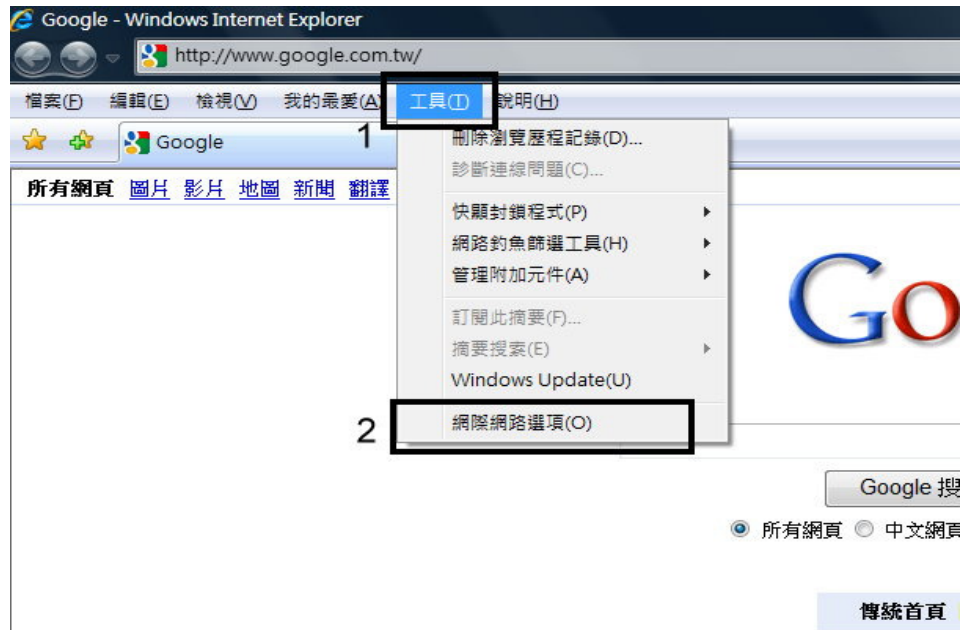 Google - Windows Internet Explorer
http://www.google.com.tw/
檔案(F) 編輯(E) 檢視(V) 我的最愛(A) 工具(T) 說明(H)
1
Google
刪除瀏覽歷程記錄(D)...
診斷連線問題(C)...
所有網頁 圖片 影片 地圖 新聞 翻譯
快顯封鎖程式(P)
網路釣魚篩選工具(H)
管理附加元件(A)
訂閱此摘要(F)...
摘要搜索(E)
Windows Update(U)
2
網際網路選項(O)
Go
Google 搜
所有網頁 中文網頁
傳統首頁